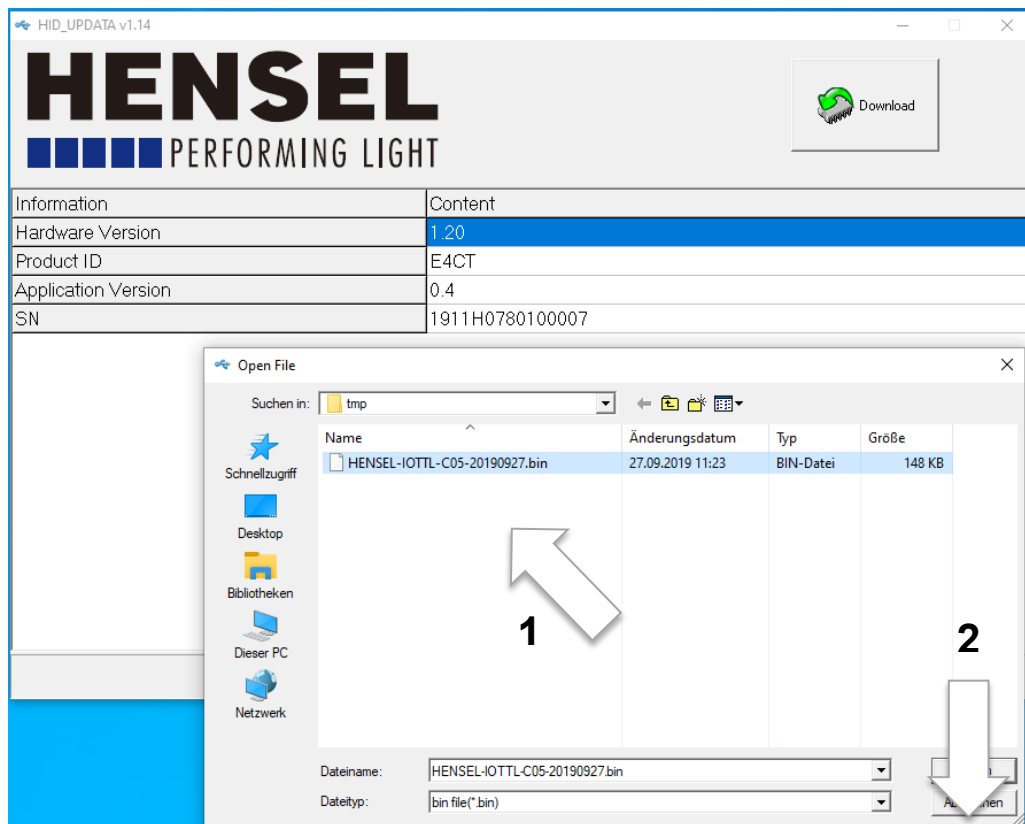 HID_UPDATA v1.14
HENSEL
PERFORMING LIGHT
Download
Information Content
Hardware Version 1.20
Product ID E4CT
Application Version 0.4
SN 1911H0780100007
Open File
Suchen in: tmp
Name Änderungsdatum Typ Größe
HENSEL-IOTTL-C05-20190927.bin 27.09.2019 11:23 BIN-Datei 148 KB
Schnellzugriff
Desktop
Bibliotheken
Dieser PC
Netzwerk
1
2
Dateiname: HENSEL-IOTTL-C05-20190927.bin
Dateityp: bin file(*.bin)